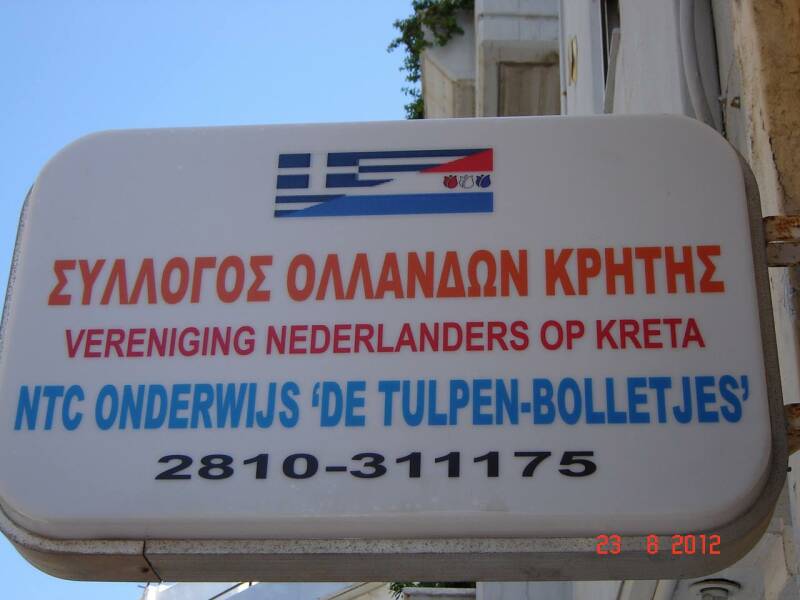 ΣΥΛΛΟΓΟΣ ΟΛΛΑΝΔΩΝ ΚΡΗΤΗΣ
VERENIGING NEDERLANDERS OP KRETA
NTC ONDERWIJS ‘DE TULPEN-BOLLETJES’
2810-311175
23 8 2012